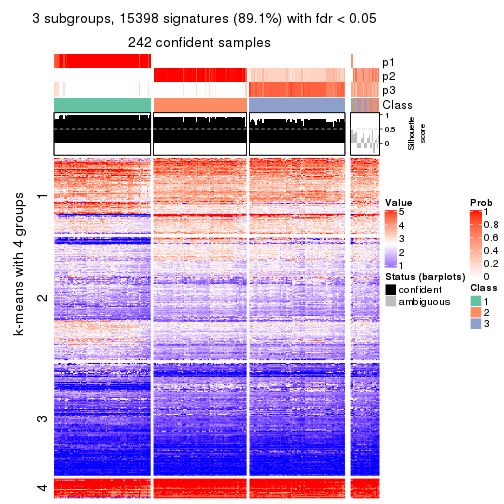 3 subgroups, 15398 signatures (89.1%) with fdr < 0.05
242 confident samples
p1
p2
p3
Class
1
0.5
0
Silhouette
score
k-means with 4 groups
1
2
3
4
Value
5
4
3
2
1
Status (barplots)
confident
ambiguous
Prob
1
0.8
0.6
0.4
0.2
0
Class
1
2
3